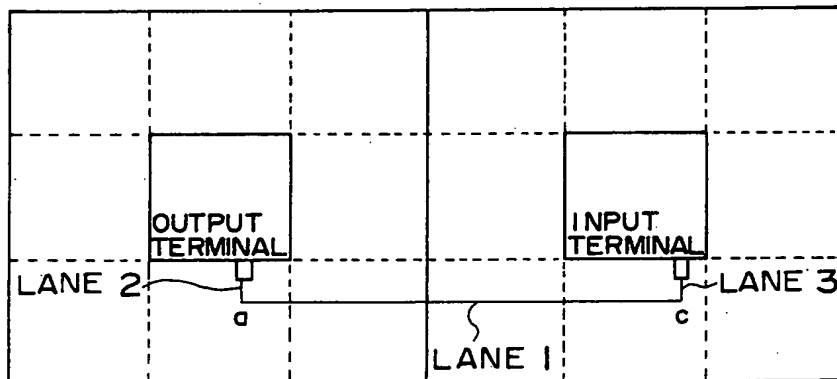 OUTPUT
TERMINAL
INPUT
TERMINAL
LANE 2
LANE 3
a
c
LANE 1